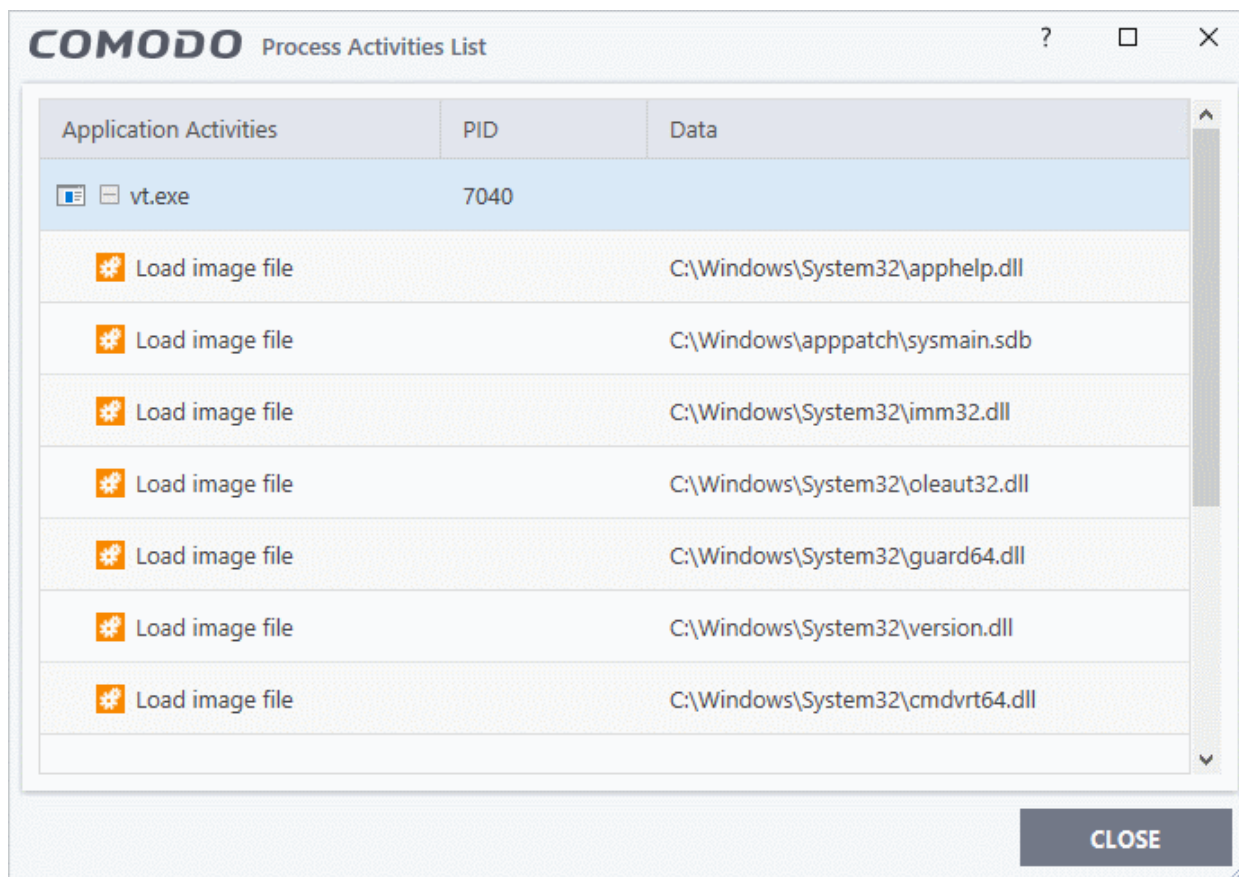 COMODO Process Activities List ?
Application Activities PID Data
vt.exe 7040
Load image file C:\Windows\System32\apphelp.dll
Load image file C:\Windows\apppatch\sysmain.sdb
Load image file C:\Windows\System32\imm32.dll
Load image file C:\Windows\System32\oleaut32.dll
Load image file C:\Windows\System32\guard64.dll
Load image file C:\Windows\System32\version.dll
Load image file C:\Windows\System32\cmdvrt64.dll
CLOSE